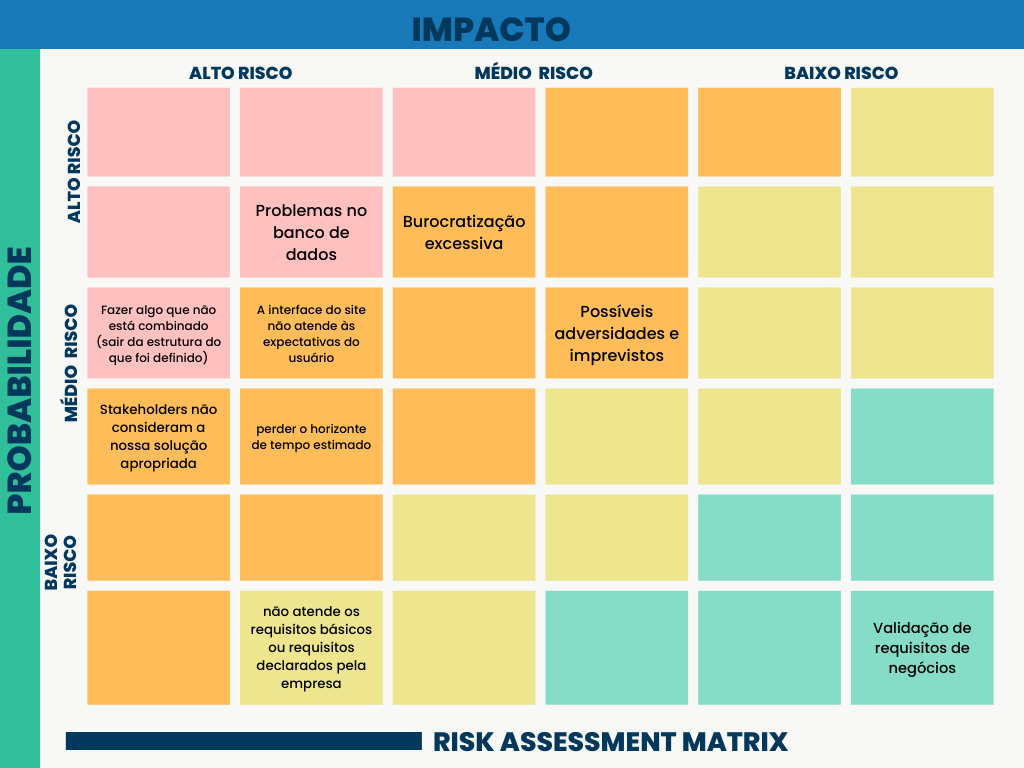 IMPACTO
ALTO RISCO
MÉDIO RISCO
BAIXO RISCO
PROBABILIDADE
ALTO RISCO
Problemas no
banco de
dados
Burocratização
excessiva
MÉDIO RISCO
Fazer algo que não
está combinado
(sair da estrutura do
que foi definido)
A interface do site
não atende às
expectativas do
usuário
Possíveis
adversidades e
imprevistos
Stakeholders não
consideram a
nossa solução
apropriada
perder o horizonte
de tempo estimado
BAIXO
RISCO
não atende os
requisitos básicos
ou requisitos
declarados pela
empresa
Validação de
requisitos de
negócios
RISK ASSESSMENT MATRIX